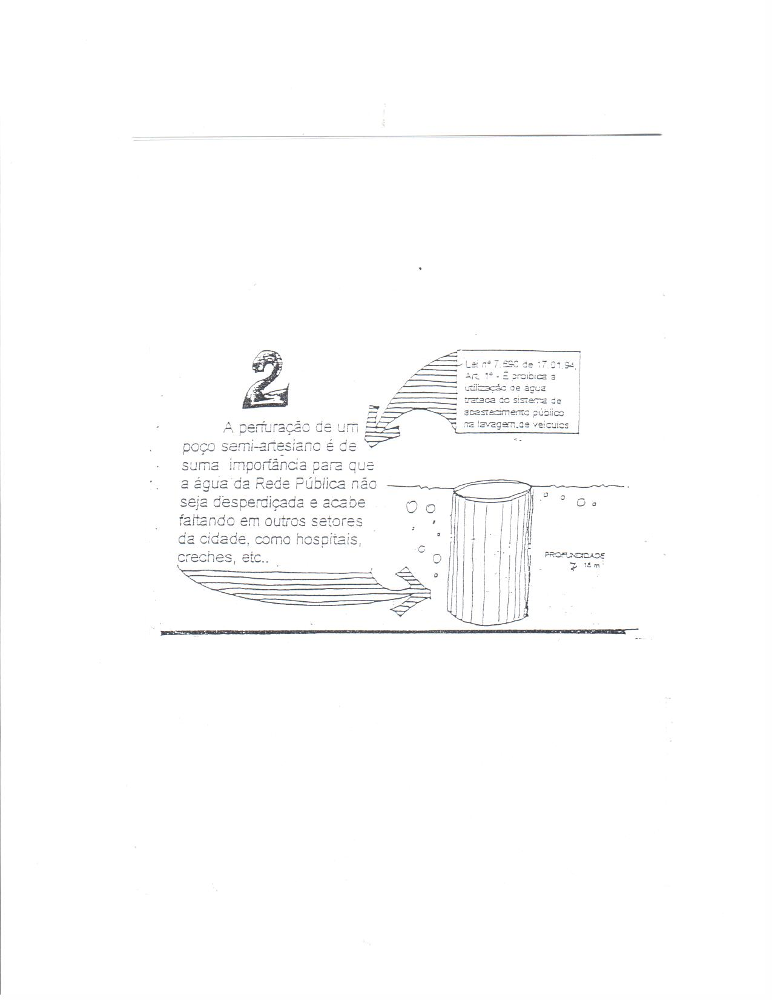 2
Lei nº 7.690 de 17.01.94,
Art. 1º - É proibida a
utilização de água
tratada do sistema de
abastecimento público
na lavagem de veículos
A perfuração de um
poço semi-artesiano é de
suma importância para que
a água da Rede Pública não
seja desperdiçada e acabe
faltando em outros setores
da cidade, como hospitais,
creches, etc..
PROFUNDIDADE
m